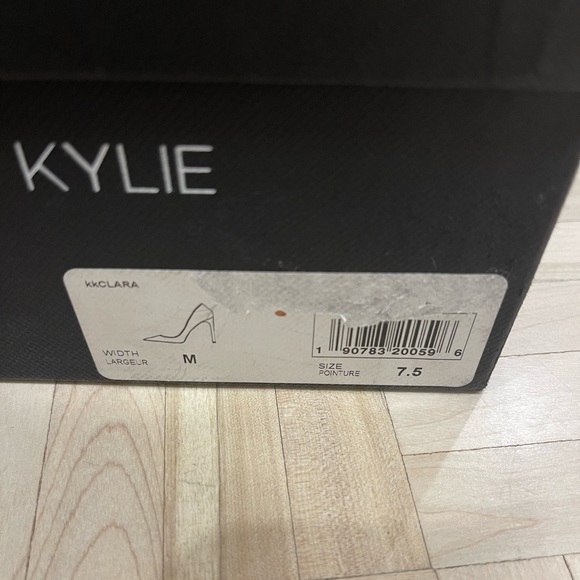 KYLIE
kkCLARA
WIDTH
LARGEUR
M
1 90783 20059 6
SIZE
POINTURE
7.5